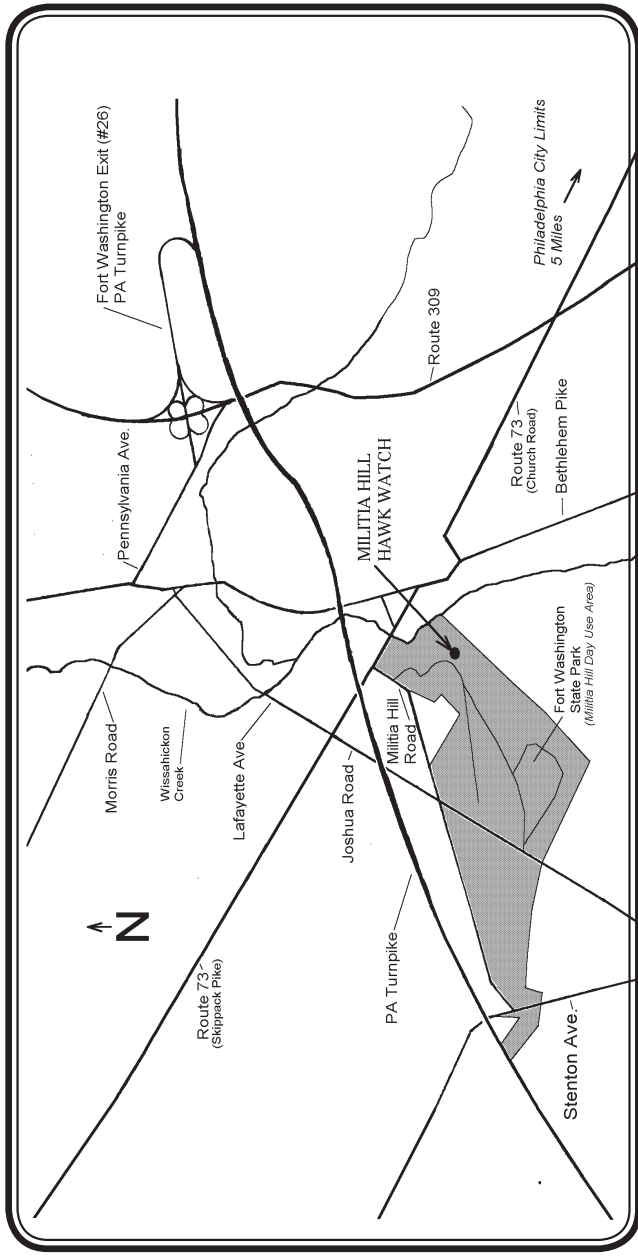 Fort Washington Exit (#26)
PA Turnpike
Pennsylvania Ave.
Morris Road
Wissahickon
Creek
Lafayette Ave
N
Route 73
(Skippack Pike)
Joshua Road
PA Turnpike
Militia Hill
Road
MILITIA HILL
HAWK WATCH
Route 309
Philadelphia City Limits
5 Miles
Route 73
(Church Road)
Bethlehem Pike
Fort Washington
State Park
(Militia Hill Day Use Area)
Stenton Ave.